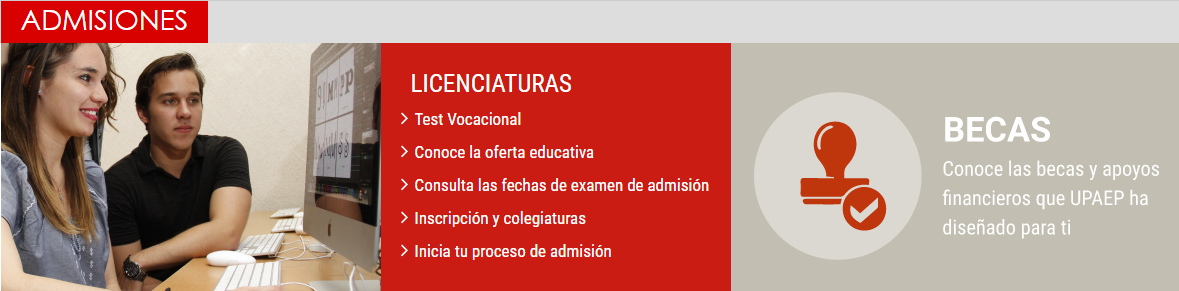 ADMISIONES
LICENCIATURAS
Test Vocacional
Conoce la oferta educativa
Consulta las fechas de examen de admisión
Inscripción y colegiaturas
Inicia tu proceso de admisión
BECAS
Conoce las becas y apoyos
financieros que UPAEP ha
diseñado para ti